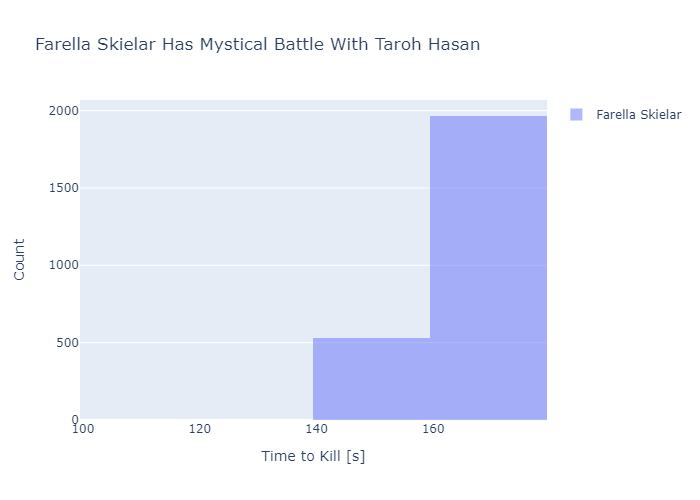 Farella Skielar Has Mystical Battle With Taroh Hasan
Farella Skielar
2000
1500
1000
500
0
Count
100 120 140 160
Time to Kill [s]